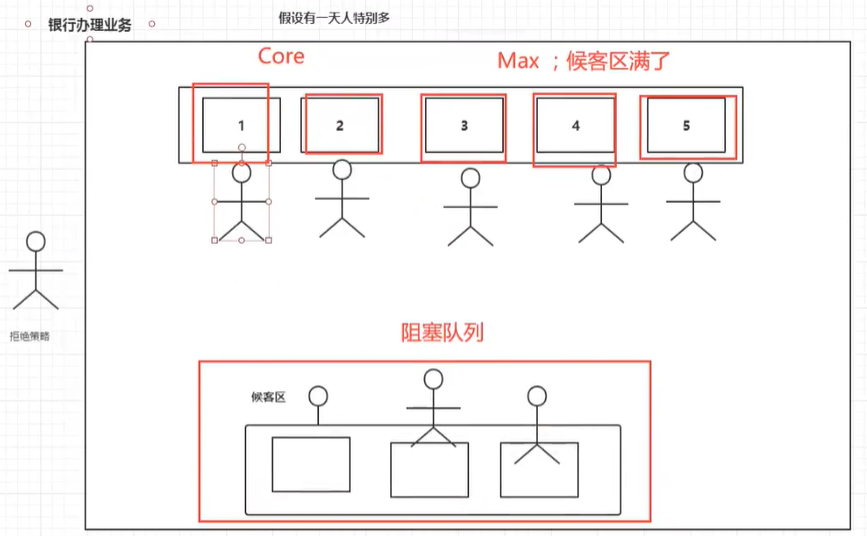 银行办理业务
假设有一天人特别多
Core
Max ；候客区满了
1
2
3
4
5
拒绝策略
阻塞队列
候客区